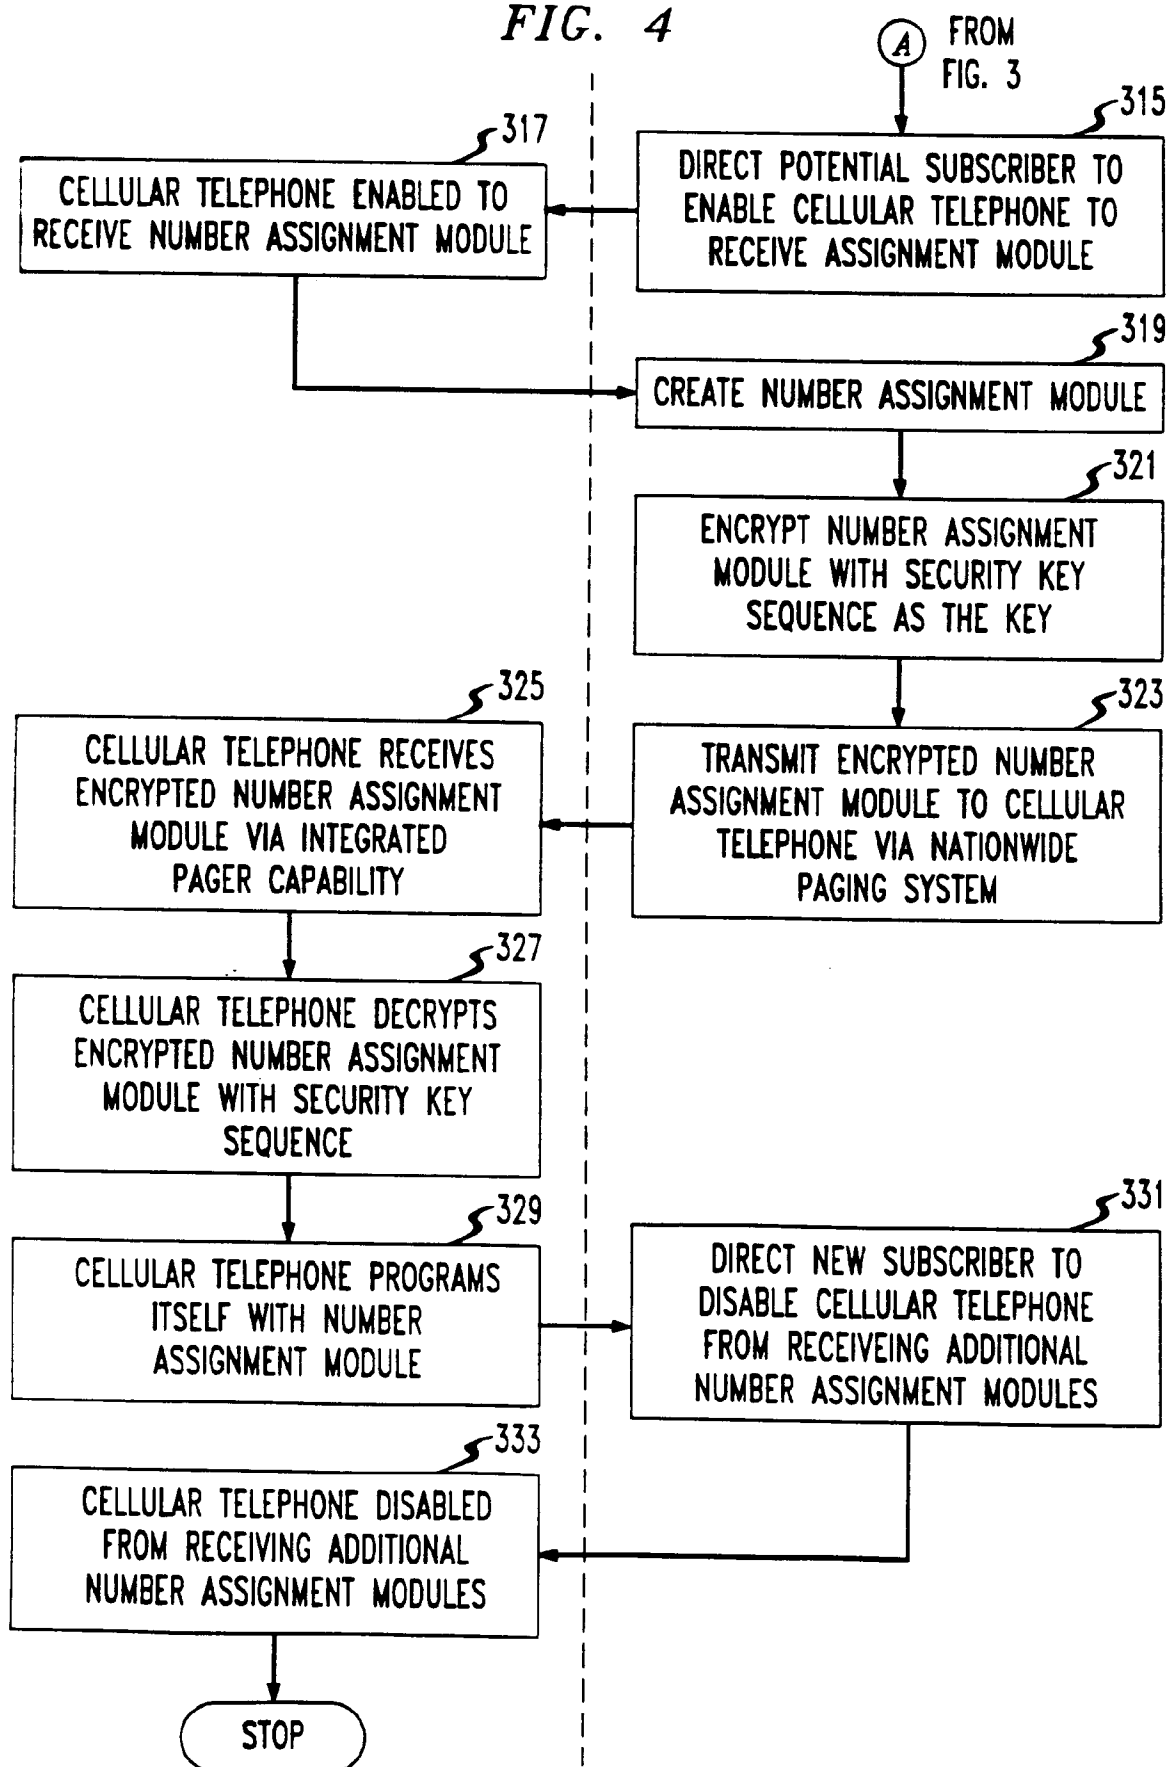 FIG. 4
A FROM
FIG. 3
315
DIRECT POTENTIAL SUBSCRIBER TO
ENABLE CELLULAR TELEPHONE TO
RECEIVE ASSIGNMENT MODULE
317
CELLULAR TELEPHONE ENABLED TO
RECEIVE NUMBER ASSIGNMENT MODULE
319
CREATE NUMBER ASSIGNMENT MODULE
321
ENCRYPT NUMBER ASSIGNMENT
MODULE WITH SECURITY KEY
SEQUENCE AS THE KEY
323
TRANSMIT ENCRYPTED NUMBER
ASSIGNMENT MODULE TO CELLULAR
TELEPHONE VIA NATIONWIDE
PAGING SYSTEM
325
CELLULAR TELEPHONE RECEIVES
ENCRYPTED NUMBER ASSIGNMENT
MODULE VIA INTEGRATED
PAGER CAPABILITY
327
CELLULAR TELEPHONE DECRYPTS
ENCRYPTED NUMBER ASSIGNMENT
MODULE WITH SECURITY KEY
SEQUENCE
329
CELLULAR TELEPHONE PROGRAMS
ITSELF WITH NUMBER
ASSIGNMENT MODULE
331
DIRECT NEW SUBSCRIBER TO
DISABLE CELLULAR TELEPHONE
FROM RECEIVEING ADDITIONAL
NUMBER ASSIGNMENT MODULES
333
CELLULAR TELEPHONE DISABLED
FROM RECEIVING ADDITIONAL
NUMBER ASSIGNMENT MODULES
STOP